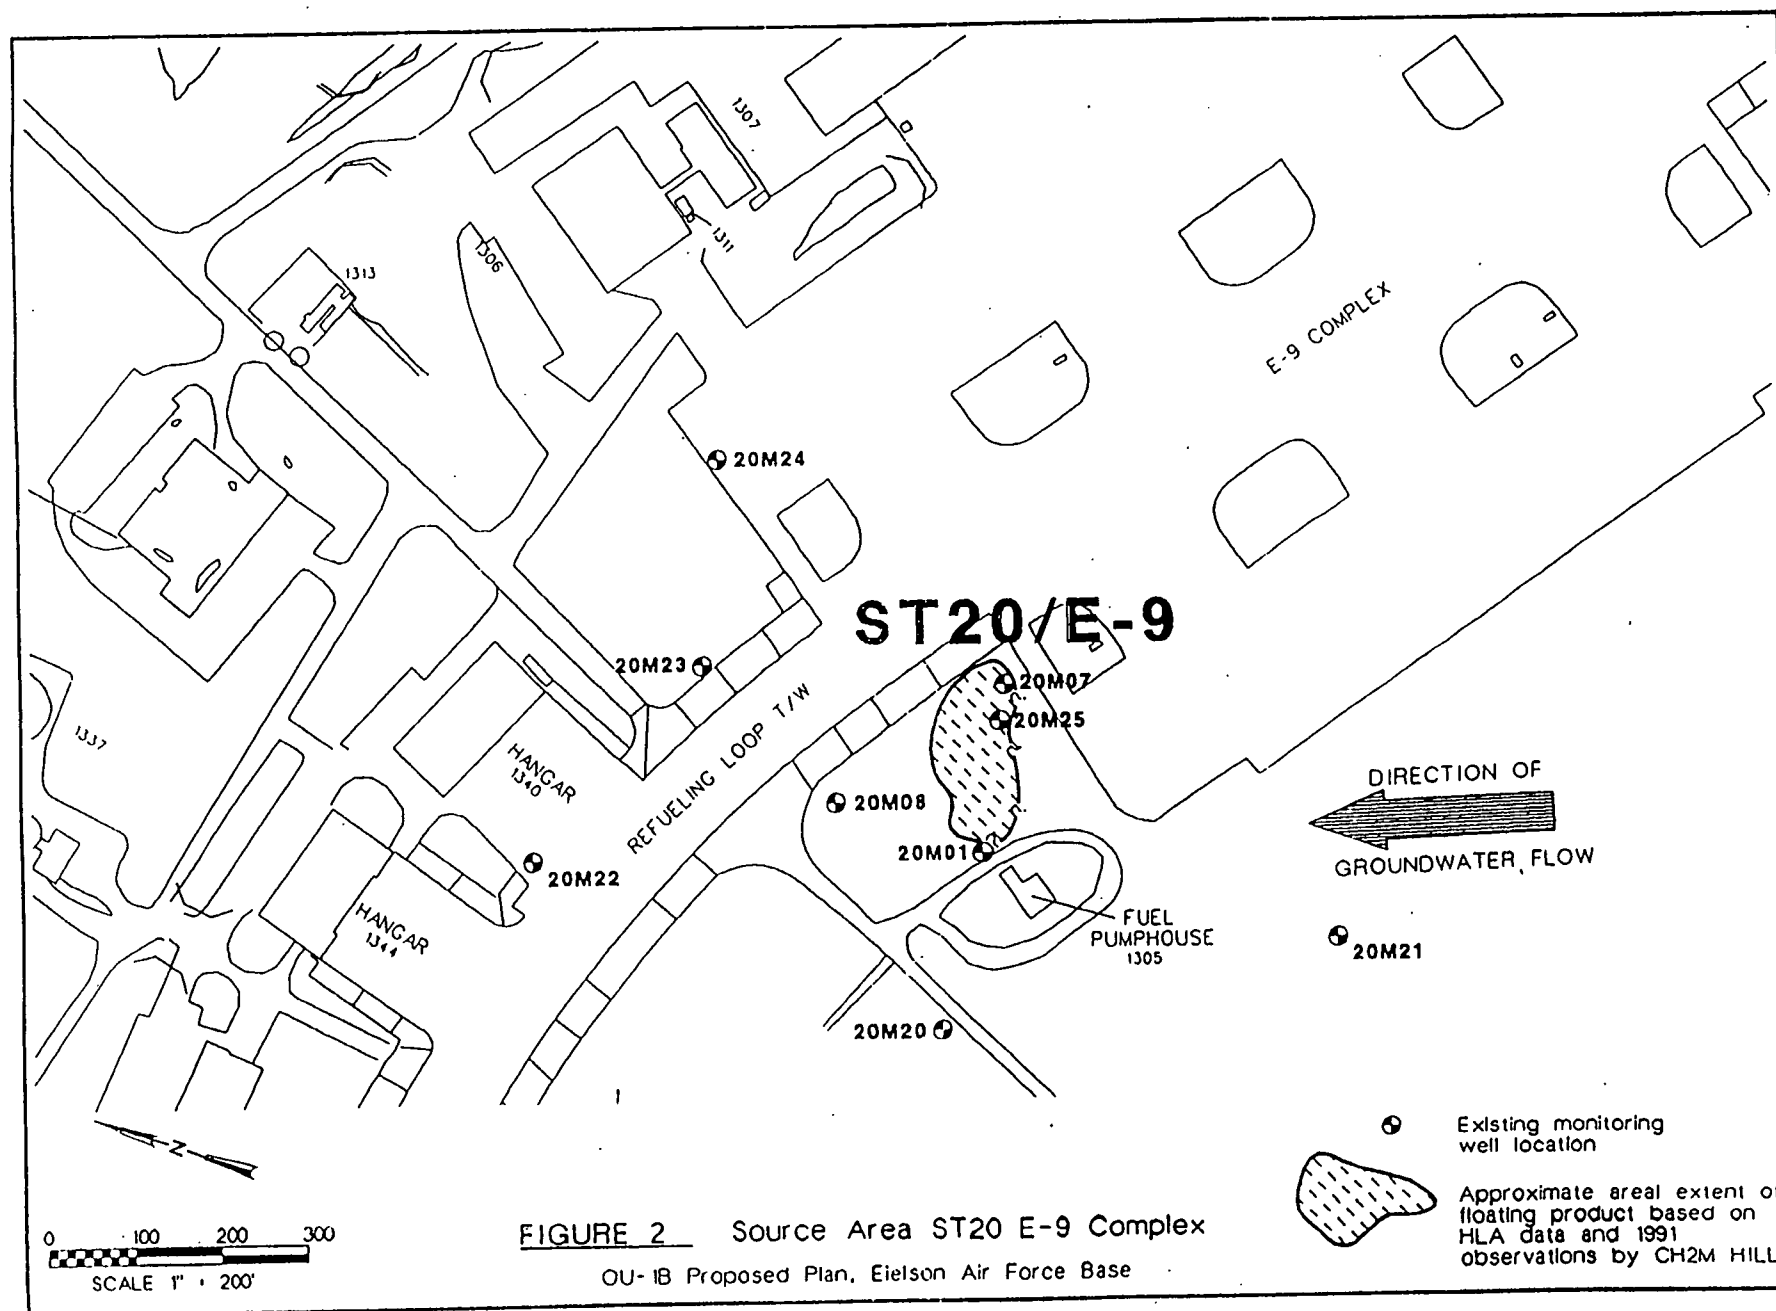 1307
1311
1306
1313
E-9 COMPLEX
20M24
ST20/E-9
20M23
20M07
20M25
1337
HANGAR
1340
REFUELING LOOP T/W
DIRECTION OF
GROUNDWATER FLOW
20M08
20M01
20M22
HANGAR
1344
FUEL
PUMPHOUSE
1305
20M21
20M20
N
Existing monitoring
well location
Approximate areal extent of
floating product based on
HLA data and 1991
observations by CH2M HILL
0 100 200 300
SCALE 1" = 200'
FIGURE 2 Source Area ST20 E-9 Complex
OU-1B Proposed Plan, Eielson Air Force Base